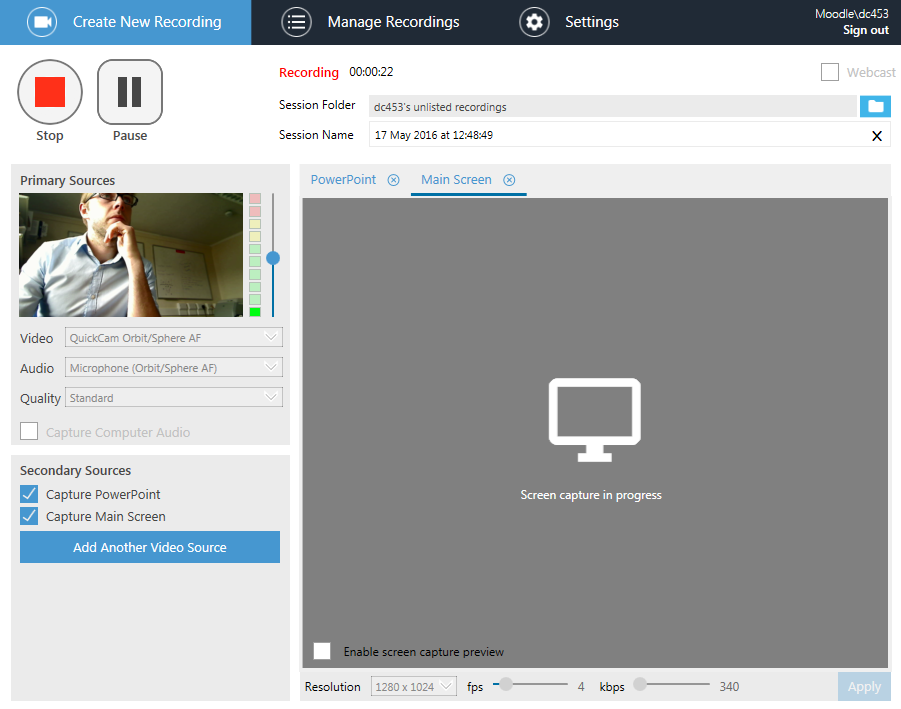 Create New Recording
Manage Recordings
Settings
Moodle\dc453
Sign out
Stop
Pause
Recording 00:00:22
Webcast
Session Folder dc453's unlisted recordings
Session Name 17 May 2016 at 12:48:49
Primary Sources
Video QuickCam Orbit/Sphere AF
Audio Microphone (Orbit/Sphere AF)
Quality Standard
Capture Computer Audio
Secondary Sources
Capture PowerPoint
Capture Main Screen
Add Another Video Source
PowerPoint Main Screen
Screen capture in progress
Enable screen capture preview
Resolution 1280 x 1024 fps 4 kbps 340
Apply